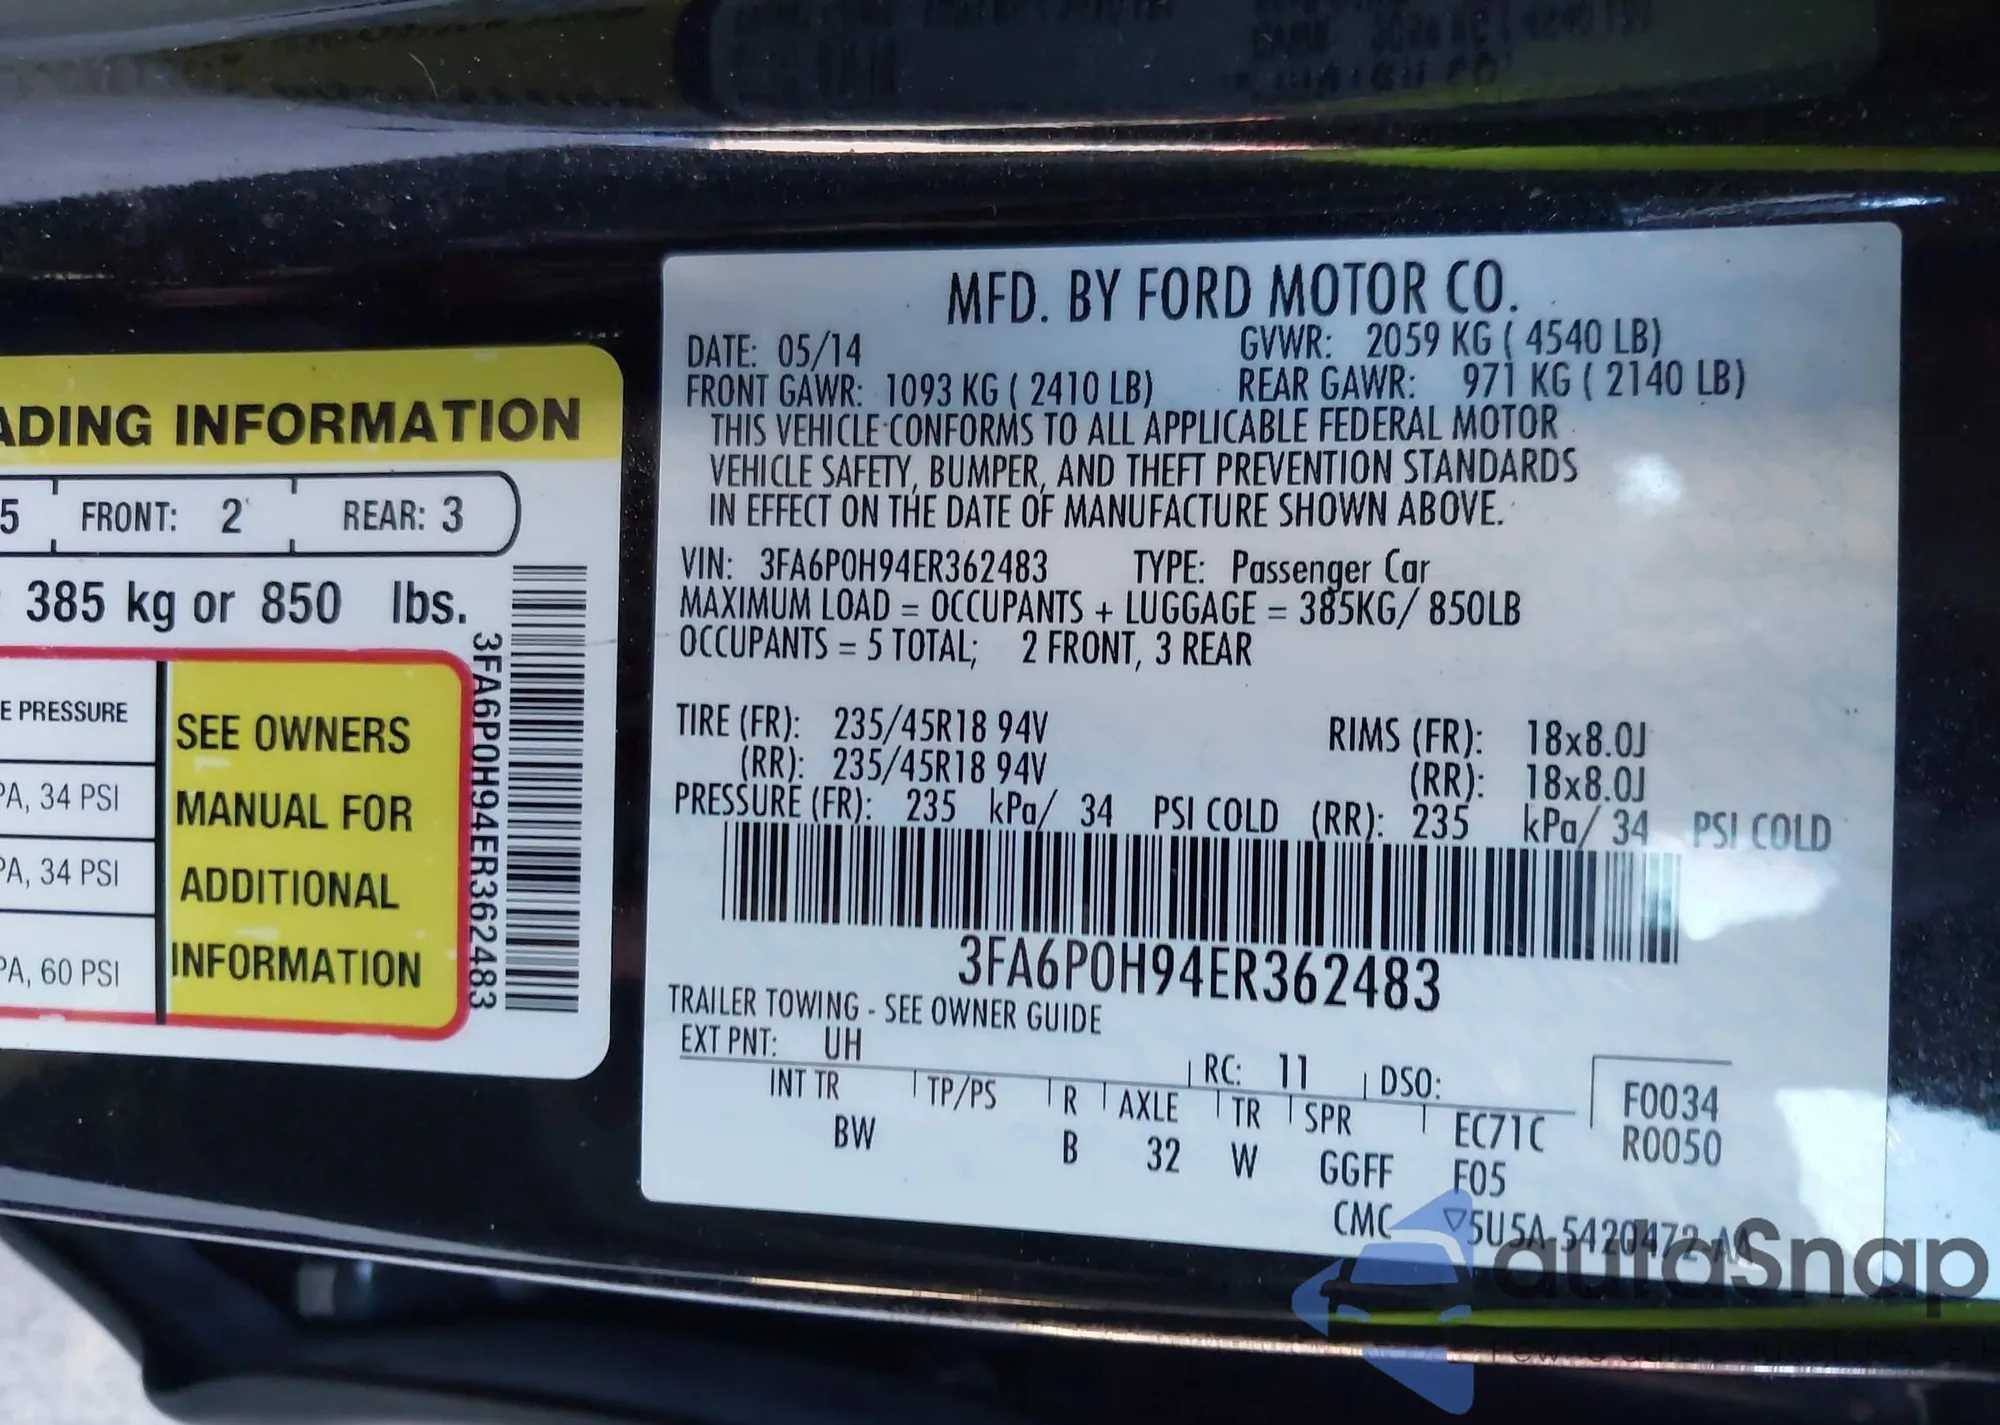 ADING INFORMATION
5 FRONT: 2 REAR: 3
385 kg or 850 lbs.
E PRESSURE
PA, 34 PSI
PA, 34 PSI
PA, 60 PSI
SEE OWNERS
MANUAL FOR
ADDITIONAL
INFORMATION
3FA6P0H94ER362483
MFD. BY FORD MOTOR CO.
DATE: 05/14 GVWR: 2059 KG ( 4540 LB)
FRONT GAWR: 1093 KG ( 2410 LB) REAR GAWR: 971 KG ( 2140 LB)
THIS VEHICLE CONFORMS TO ALL APPLICABLE FEDERAL MOTOR
VEHICLE SAFETY, BUMPER, AND THEFT PREVENTION STANDARDS
IN EFFECT ON THE DATE OF MANUFACTURE SHOWN ABOVE.
VIN: 3FA6P0H94ER362483 TYPE: Passenger Car
MAXIMUM LOAD = OCCUPANTS + LUGGAGE = 385KG/ 850LB
OCCUPANTS = 5 TOTAL; 2 FRONT, 3 REAR
TIRE (FR): 235/45R18 94V RIMS (FR): 18x8.0J
(RR): 235/45R18 94V (RR): 18x8.0J
PRESSURE (FR): 235 kPa/ 34 PSI COLD (RR): 235 kPa/ 34 PSI COLD
3FA6P0H94ER362483
TRAILER TOWING - SEE OWNER GUIDE
EXT PNT: UH RC: 11 DSO:
INT TR TP/PS R AXLE TR SPR EC71C F0034
BW B 32 W GGFF F05 R0050
CMC 5U5A-5420472-AA
autoSnap